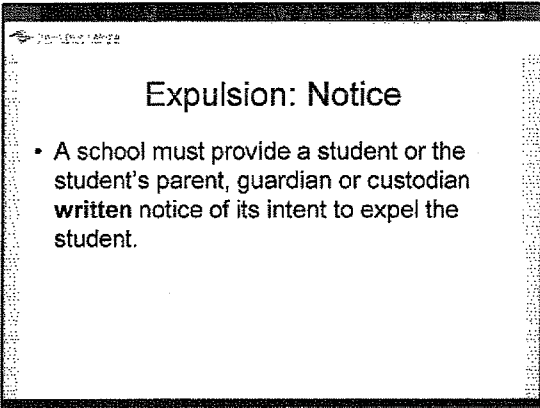 Expulsion: Notice
• A school must provide a student or the
student's parent, guardian or custodian
written notice of its intent to expel the
student.